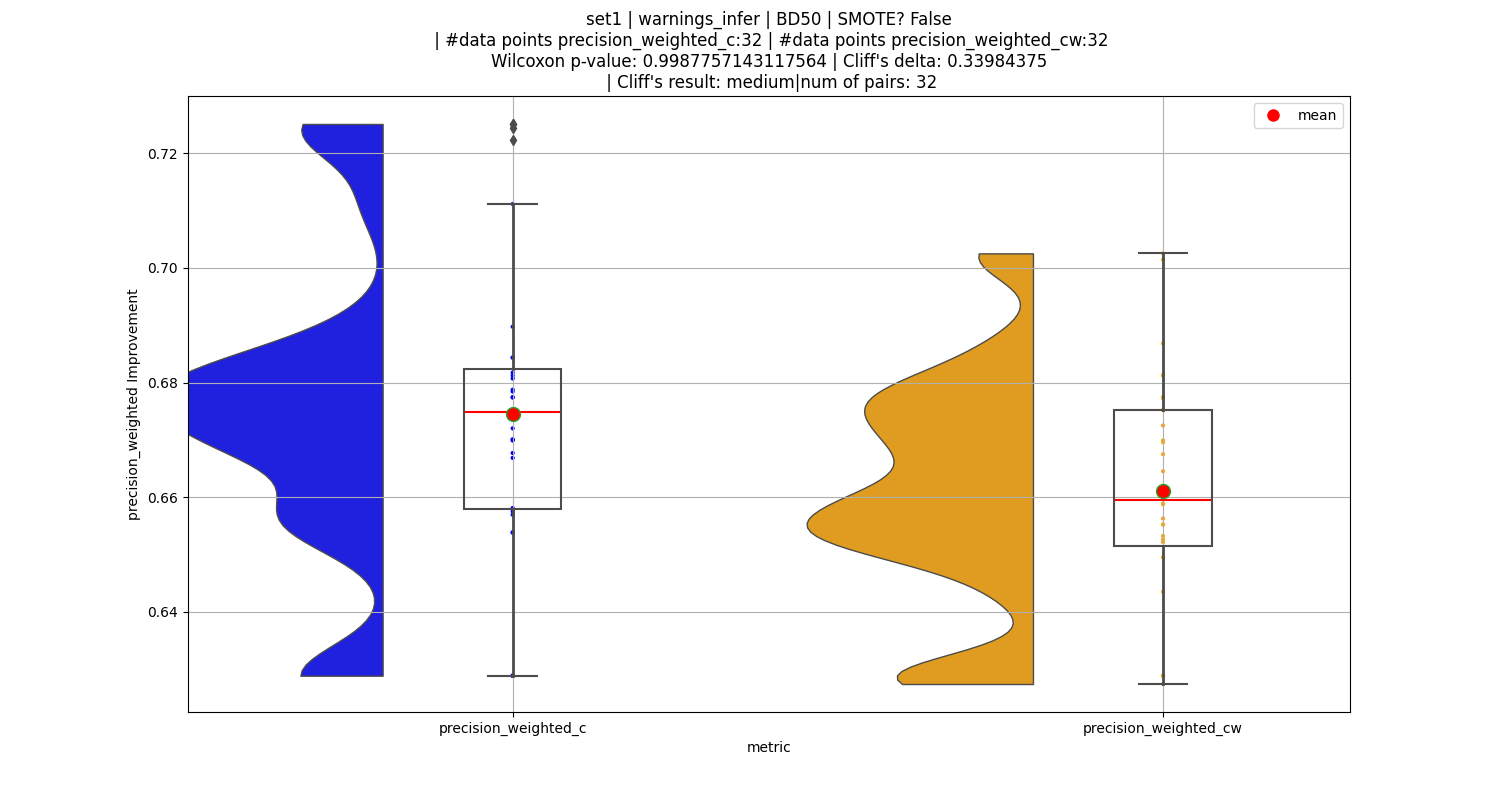 set1 | warnings_infer | BD50 | SMOTE? False
| #data points precision_weighted_c:32 | #data points precision_weighted_cw:32
Wilcoxon p-value: 0.9987757143117564 | Cliff's delta: 0.33984375
| Cliff's result: medium|num of pairs: 32
mean
0.72
0.70
0.68
0.66
0.64
precision_weighted Improvement
precision_weighted_c
precision_weighted_cw
metric